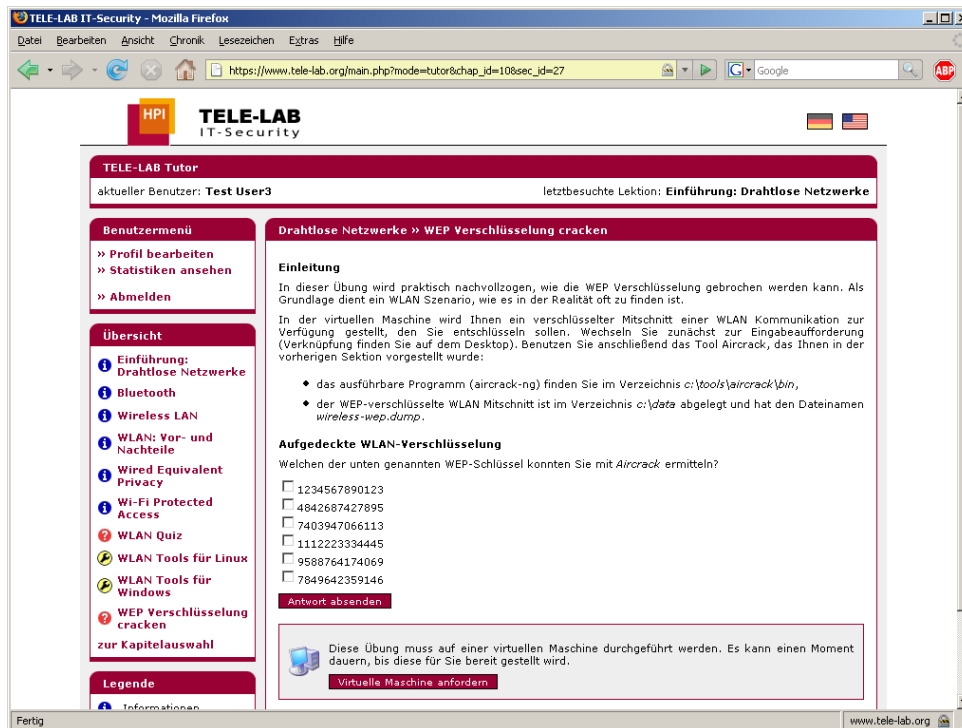 TELE-LAB IT-Security - Mozilla Firefox
Datei Bearbeiten Ansicht Chronik Lesezeichen Extras Hilfe
https://www.tele-lab.org/main.php?mode=tutor&chap_id=10&sec_id=27
G Google
ABP
HPI
TELE-LAB
IT-Security
TELE-LAB Tutor
aktueller Benutzer: Test User3
letztbesuchte Lektion: Einführung: Drahtlose Netzwerke
Benutzermenü
» Profil bearbeiten
» Statistiken ansehen
» Abmelden
Übersicht
Einführung:
Drahtlose Netzwerke
Bluetooth
Wireless LAN
WLAN: Vor- und
Nachteile
Wired Equivalent
Privacy
Wi-Fi Protected
Access
WLAN Quiz
WLAN Tools für Linux
WLAN Tools für
Windows
WEP Verschlüsselung
cracken
zur Kapitelauswahl
Legende
Informationen
Drahtlose Netzwerke » WEP Verschlüsselung cracken
Einleitung
In dieser Übung wird praktisch nachvollzogen, wie die WEP Verschlüsselung gebrochen werden kann. Als
Grundlage dient ein WLAN Szenario, wie es in der Realität oft zu finden ist.
In der virtuellen Maschine wird Ihnen ein verschlüsselter Mitschnitt einer WLAN Kommunikation zur
Verfügung gestellt, den Sie entschlüsseln sollen. Wechseln Sie zunächst zur Eingabeaufforderung
(Verknüpfung finden Sie auf dem Desktop). Benutzen Sie anschließend das Tool Aircrack, das Ihnen in der
vorherigen Sektion vorgestellt wurde:
• das ausführbare Programm (aircrack-ng) finden Sie im Verzeichnis c:\tools\aircrack\bin,
• der WEP-verschlüsselte WLAN Mitschnitt ist im Verzeichnis c:\data abgelegt und hat den Dateinamen
wireless-wep.dump.
Aufgedeckte WLAN-Verschlüsselung
Welchen der unten genannten WEP-Schlüssel konnten Sie mit Aircrack ermitteln?
1234567890123
4842687427895
7403947066113
1112223334445
9588764174069
7849642359146
Antwort absenden
Diese Übung muss auf einer virtuellen Maschine durchgeführt werden. Es kann einen Moment
dauern, bis diese für Sie bereit gestellt wird.
Virtuelle Maschine anfordern
Fertig
www.tele-lab.org